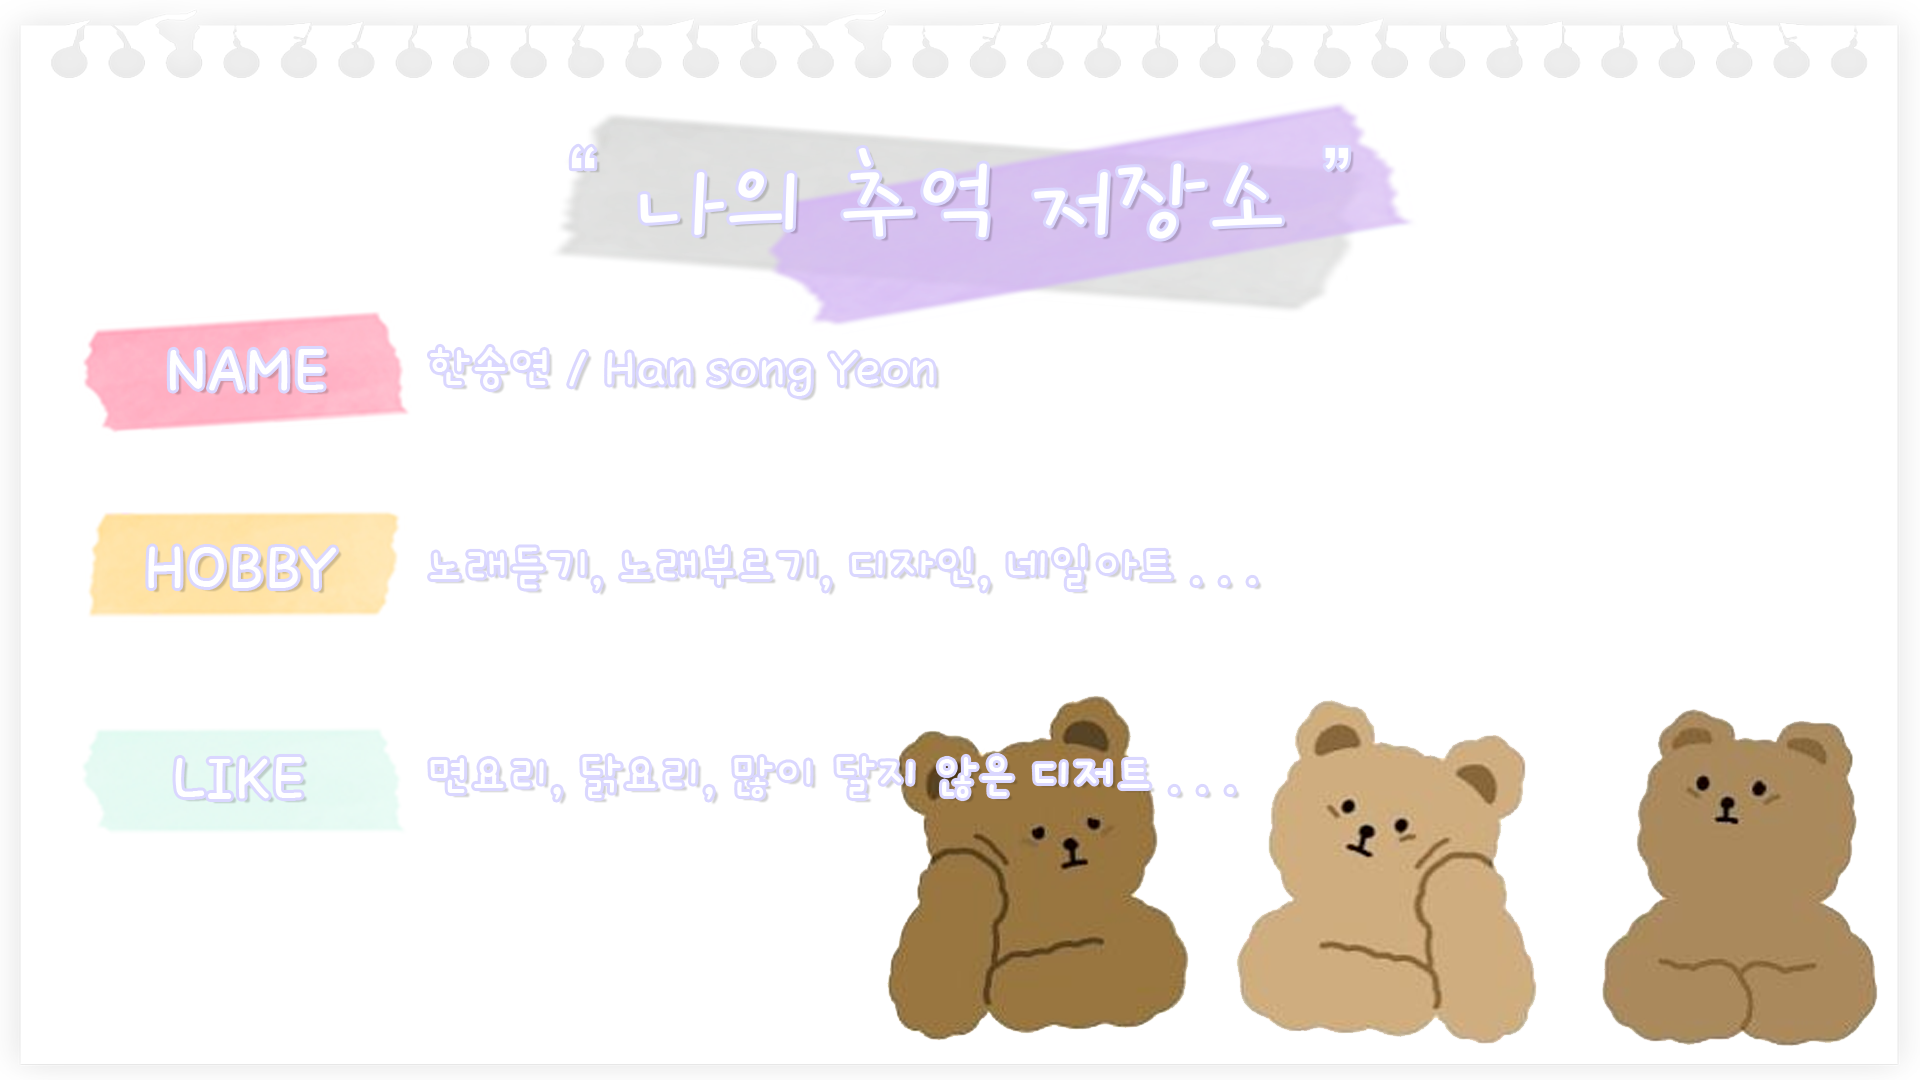 “ 나의 추억 저장소 ”
NAME 한송연 / Han song Yeon
HOBBY 노래듣기, 노래부르기, 디자인, 네일아트 . . .
LIKE 면요리, 닭요리, 많이 달지 않은 디저트 . . .